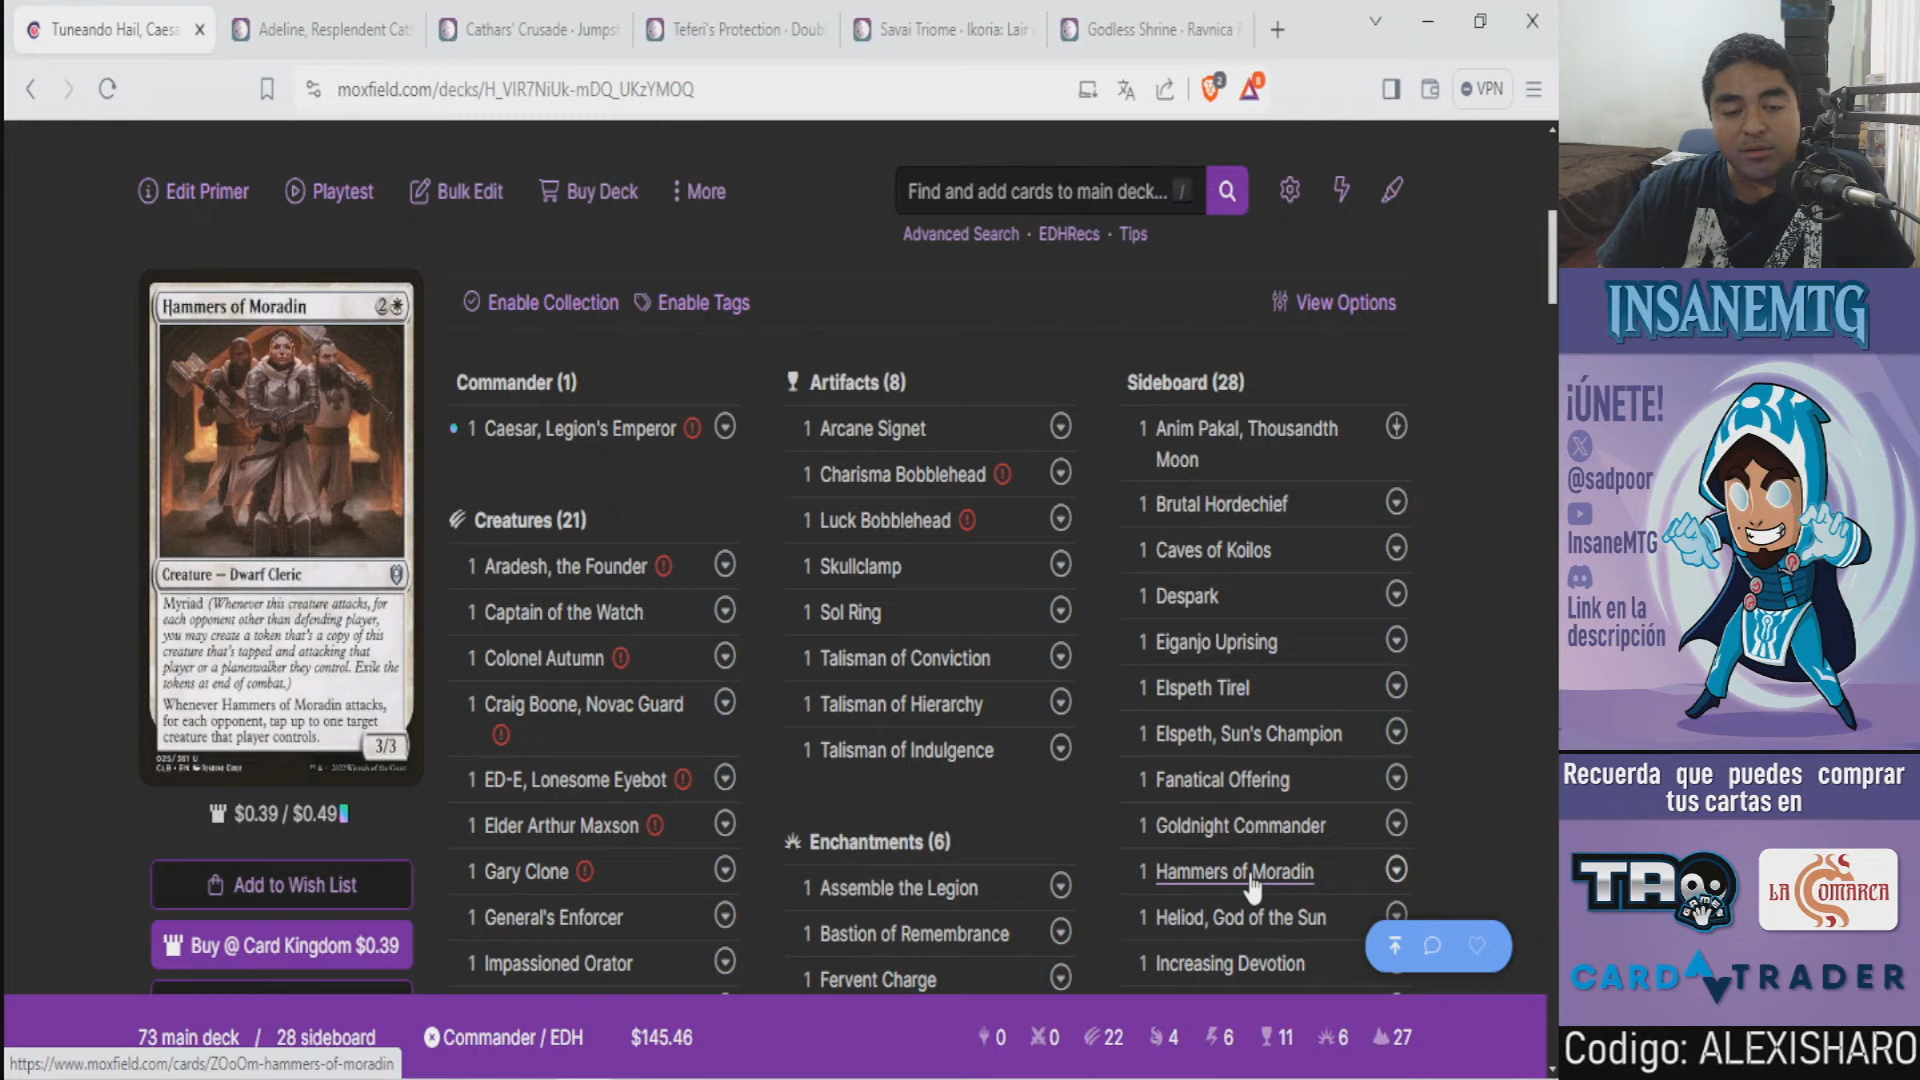 Tuneando Hail, Caesa
Adeline, Resplendent Cat
Cathars' Crusade · Jumps
Teferi's Protection · Doub
Savai Triome · Ikoria: Lair
Godless Shrine · Ravnica
moxfield.com/decks/H_VIR7NiUk-mDQ_UKzYMOQ
2
8
VPN
Edit Primer
Playtest
Bulk Edit
Buy Deck
More
Find and add cards to main deck... /
Advanced Search · EDHRecs · Tips
Hammers of Moradin 2
Creature — Dwarf Cleric
Myriad (Whenever this creature attacks, for
each opponent other than defending player,
you may create a token that's a copy of this
creature that's tapped and attacking that
player or a planeswalker they control. Exile the
tokens at end of combat.)
Whenever Hammers of Moradin attacks,
for each opponent, tap up to one target
creature that player controls.
3/3
$0.39 / $0.49
Add to Wish List
Buy @ Card Kingdom $0.39
Enable Collection
Enable Tags
View Options
Commander (1)
1 Caesar, Legion's Emperor
Creatures (21)
1 Aradesh, the Founder
1 Captain of the Watch
1 Colonel Autumn
1 Craig Boone, Novac Guard
1 ED-E, Lonesome Eyebot
1 Elder Arthur Maxson
1 Gary Clone
1 General's Enforcer
1 Impassioned Orator
Artifacts (8)
1 Arcane Signet
1 Charisma Bobblehead
1 Luck Bobblehead
1 Skullclamp
1 Sol Ring
1 Talisman of Conviction
1 Talisman of Hierarchy
1 Talisman of Indulgence
Enchantments (6)
1 Assemble the Legion
1 Bastion of Remembrance
1 Fervent Charge
Sideboard (28)
1 Anim Pakal, Thousandth
Moon
1 Brutal Hordechief
1 Caves of Koilos
1 Despark
1 Eiganjo Uprising
1 Elspeth Tirel
1 Elspeth, Sun's Champion
1 Fanatical Offering
1 Goldnight Commander
1 Hammers of Moradin
1 Heliod, God of the Sun
1 Increasing Devotion
73 main deck / 28 sideboard
Commander / EDH
$145.46
0
0
22
4
6
11
6
27
https://www.moxfield.com/cards/ZOoOm-hammers-of-moradin
INSANEMTG
¡ÚNETE!
@sadpoor
InsaneMTG
Link en la
descripción
Recuerda que puedes comprar
tus cartas en
TAO
GAMES
LA COMARCA
CARD TRADER
Codigo: ALEXISHARO